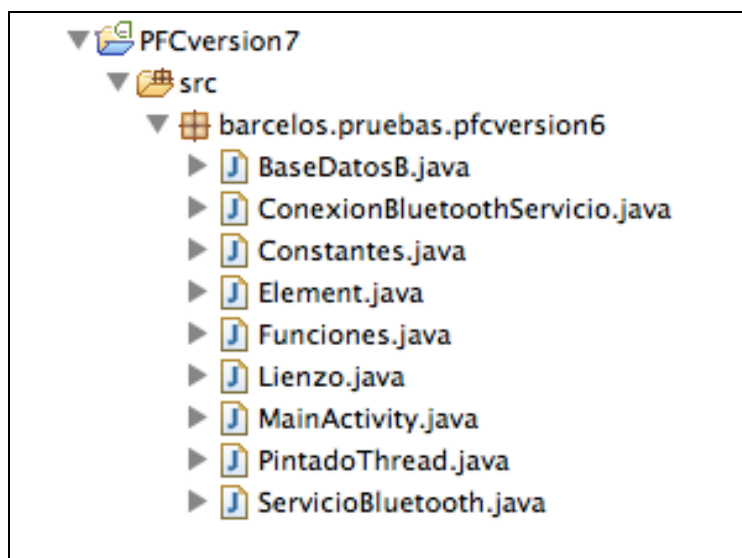 PFCversion7
src
barcelos.pruebas.pfcversion6
BaseDatosB.java
ConexionBluetoothServicio.java
Constantes.java
Element.java
Funciones.java
Lienzo.java
MainActivity.java
PintadoThread.java
ServicioBluetooth.java